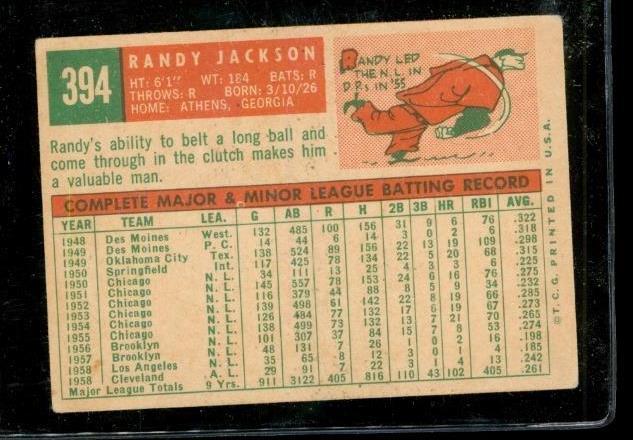 394
RANDY JACKSON
HT: 6'1" WT: 184 BATS: R
THROWS: R BORN: 3/10/26
HOME: ATHENS, GEORGIA
RANDY LED
THE N.L. IN
D.P.s IN '55
Randy's ability to belt a long ball and
come through in the clutch makes him
a valuable man.
COMPLETE MAJOR & MINOR LEAGUE BATTING RECORD
YEAR TEAM LEA. G AB R H 2B 3B HR RBI AVG.
1948 Des Moines West. 132 485 100 156 31 9 6 76 .322
1949 Des Moines P. C. 14 44 6 14 3 0 2 6 .318
1949 Oklahoma City Tex. 138 524 89 156 22 13 19 109 .298
1950 Springfield Int. 117 425 78 134 22 5 20 68 .315
1950 Chicago N. L. 34 111 13 25 4 3 3 6 .225
1951 Chicago N. L. 145 557 78 153 24 6 16 76 .275
1952 Chicago N. L. 116 379 44 88 8 5 9 34 .232
1953 Chicago N. L. 139 498 61 142 22 8 19 66 .285
1954 Chicago N. L. 126 484 77 132 17 6 19 67 .273
1955 Chicago N. L. 138 499 73 132 13 7 21 70 .265
1956 Brooklyn N. L. 101 307 37 84 15 7 8 53 .274
1957 Brooklyn N. L. 48 131 7 26 1 0 2 16 .198
1958 Los Angeles N. L. 35 65 8 12 3 0 1 4 .185
1958 Cleveland A. L. 29 91 7 22 3 1 4 13 .242
Major League Totals 9 Yrs. 911 3122 405 816 110 43 102 405 .261
©T.C.G. PRINTED IN U.S.A.